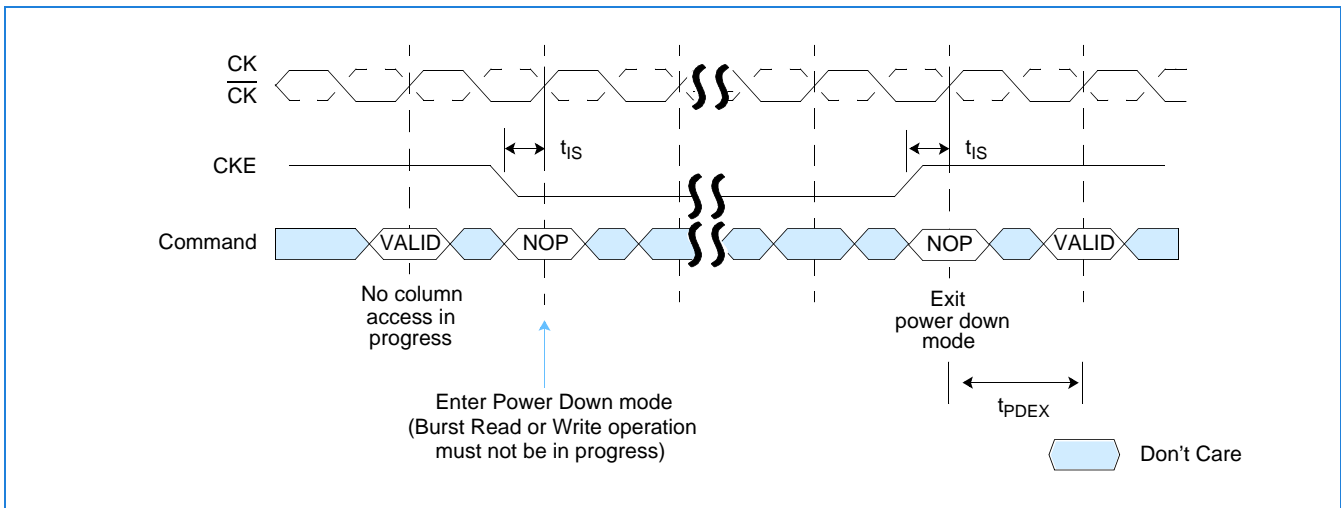 CK
CK
tIS
tIS
CKE
Command
VALID
NOP
NOP
VALID
No column
access in
progress
Exit
power down
mode
Enter Power Down mode
(Burst Read or Write operation
must not be in progress)
tPDEX
Don't Care